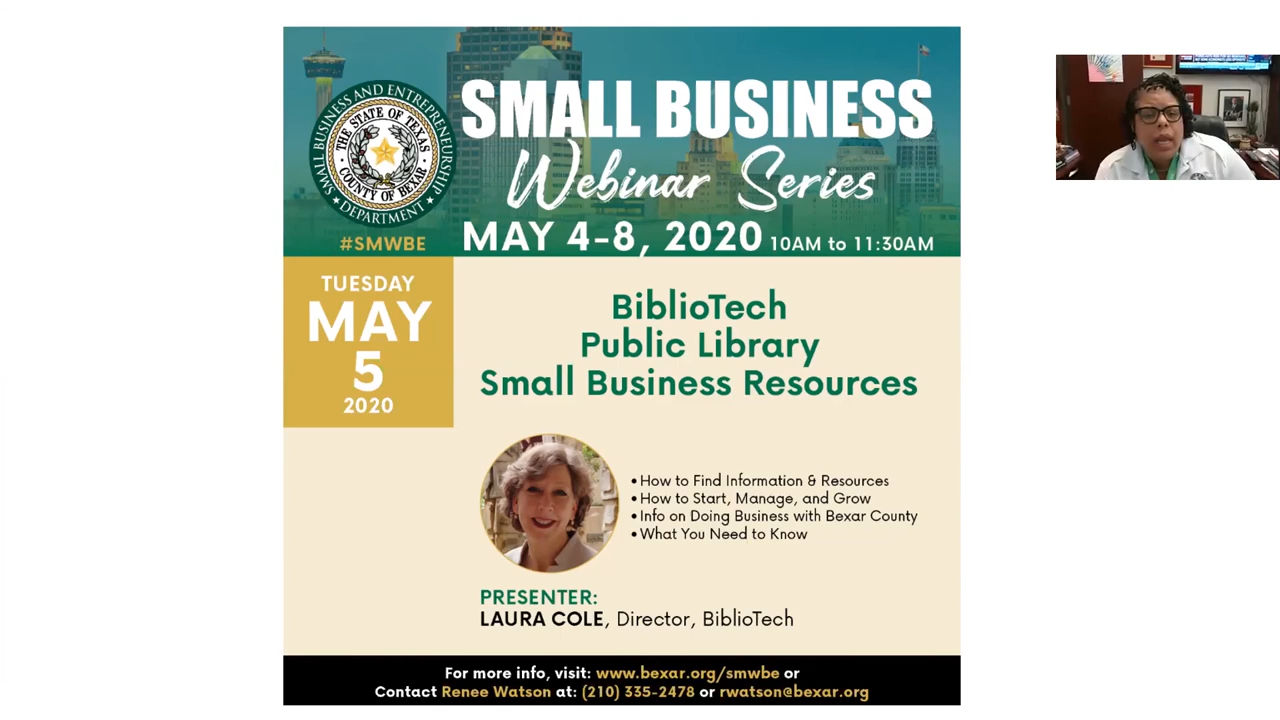 SMALL BUSINESS AND ENTREPRENEURSHIP
DEPARTMENT
THE STATE OF TEXAS
COUNTY OF BEXAR
#SMWBE
SMALL BUSINESS
Webinar Series
MAY 4-8, 2020 10AM to 11:30AM
TUESDAY
MAY
5
2020
BiblioTech
Public Library
Small Business Resources
•How to Find Information & Resources
•How to Start, Manage, and Grow
•Info on Doing Business with Bexar County
•What You Need to Know
PRESENTER:
LAURA COLE, Director, BiblioTech
For more info, visit: www.bexar.org/smwbe or
Contact Renee Watson at: (210) 335-2478 or rwatson@bexar.org